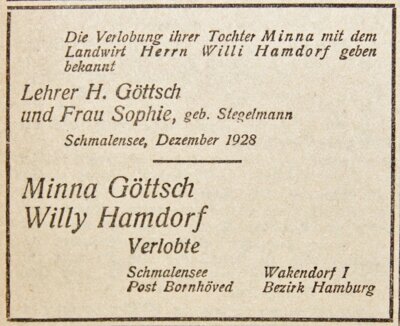 Die Verlobung ihrer Tochter Minna mit dem
Landwirt Herrn Willi Hamdorf geben
bekannt
Lehrer H. Göttsch
und Frau Sophie, geb. Stegelmann
Schmalensee, Dezember 1928
Minna Göttsch
Willy Hamdorf
Verlobte
Schmalensee Wakendorf I
Post Bornhöved Bezirk Hamburg